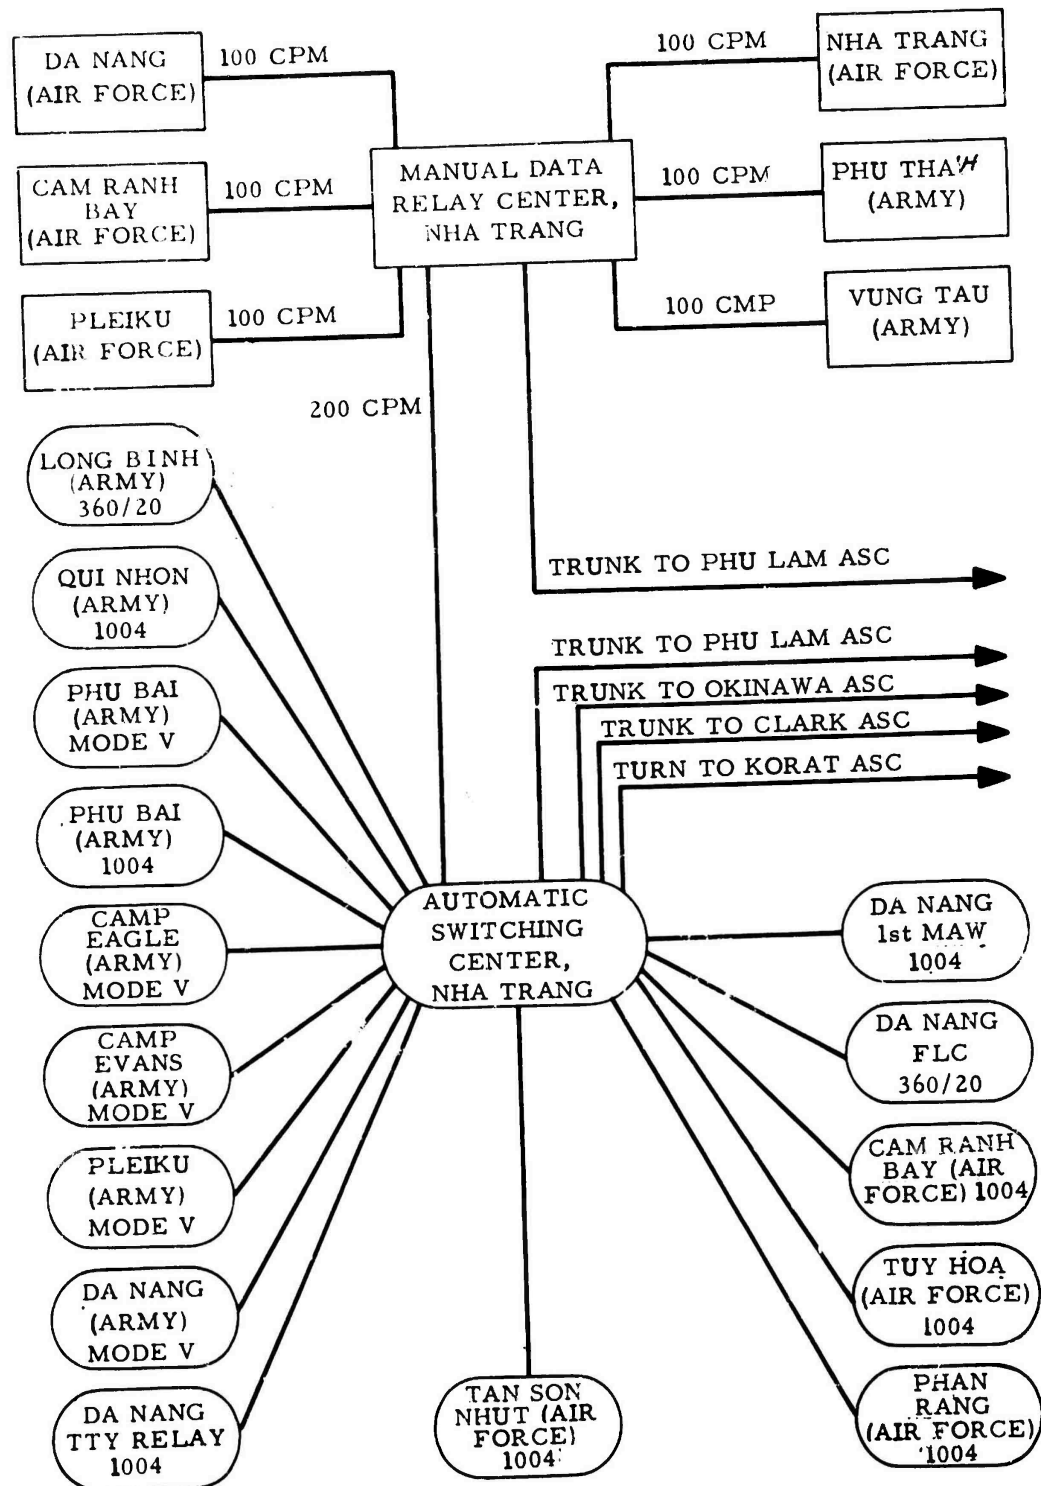 DA NANG
(AIR FORCE)
100 CPM
100 CPM
NHA TRANG
(AIR FORCE)
CAM RANH
BAY
(AIR FORCE)
100 CPM
MANUAL DATA
RELAY CENTER,
NHA TRANG
100 CPM
PHU THA'H
(ARMY)
PLEIKU
(AIR FORCE)
100 CPM
100 CMP
VUNG TAU
(ARMY)
200 CPM
LONG BINH
(ARMY)
360/20
QUI NHON
(ARMY)
1004
PHU BAI
(ARMY)
MODE V
PHU BAI
(ARMY)
1004
CAMP
EAGLE
(ARMY)
MODE V
CAMP
EVANS
(ARMY)
MODE V
PLEIKU
(ARMY)
MODE V
DA NANG
(ARMY)
MODE V
DA NANG
TTY RELAY
1004
TRUNK TO PHU LAM ASC
TRUNK TO PHU LAM ASC
TRUNK TO OKINAWA ASC
TRUNK TO CLARK ASC
TURN TO KORAT ASC
AUTOMATIC
SWITCHING
CENTER,
NHA TRANG
TAN SON
NHUT (AIR
FORCE)
1004
DA NANG
1st MAW
1004
DA NANG
FLC
360/20
CAM RANH
BAY (AIR
FORCE) 1004
TUY HOA
(AIR FORCE)
1004
PHAN
RANG
(AIR FORCE)
1004